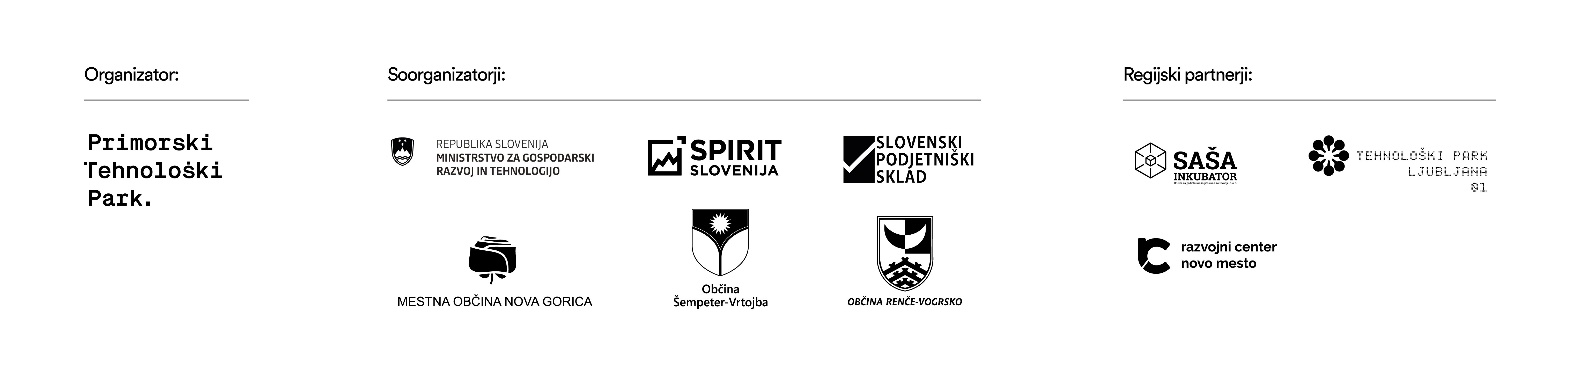 Organizator:
Primorski
Tehnološki
Park.
Soorganizatorji:
REPUBLIKA SLOVENIJA
MINISTRSTVO ZA GOSPODARSKI
RAZVOJ IN TEHNOLOGIJO
SPIRIT
SLOVENIJA
SLOVENSKI
PODJETNIŠKI
SKLAD
MESTNA OBČINA NOVA GORICA
Občina
Šempeter-Vrtojba
OBČINA RENČE-VOGRSKO
Regijski partnerji:
SAŠA
INKUBATOR
TEHNOLOŠKI PARK
LJUBLJANA
01
razvojni center
novo mesto